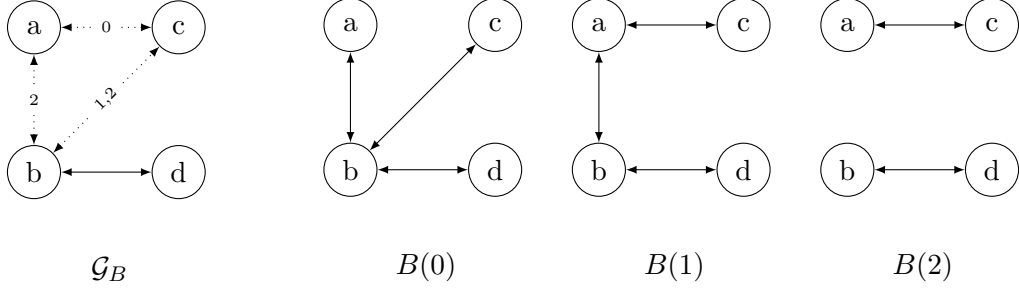 a 0 c a c a c a c
2 1,2
b d b d b d b d
𝒢_B B(0) B(1) B(2)